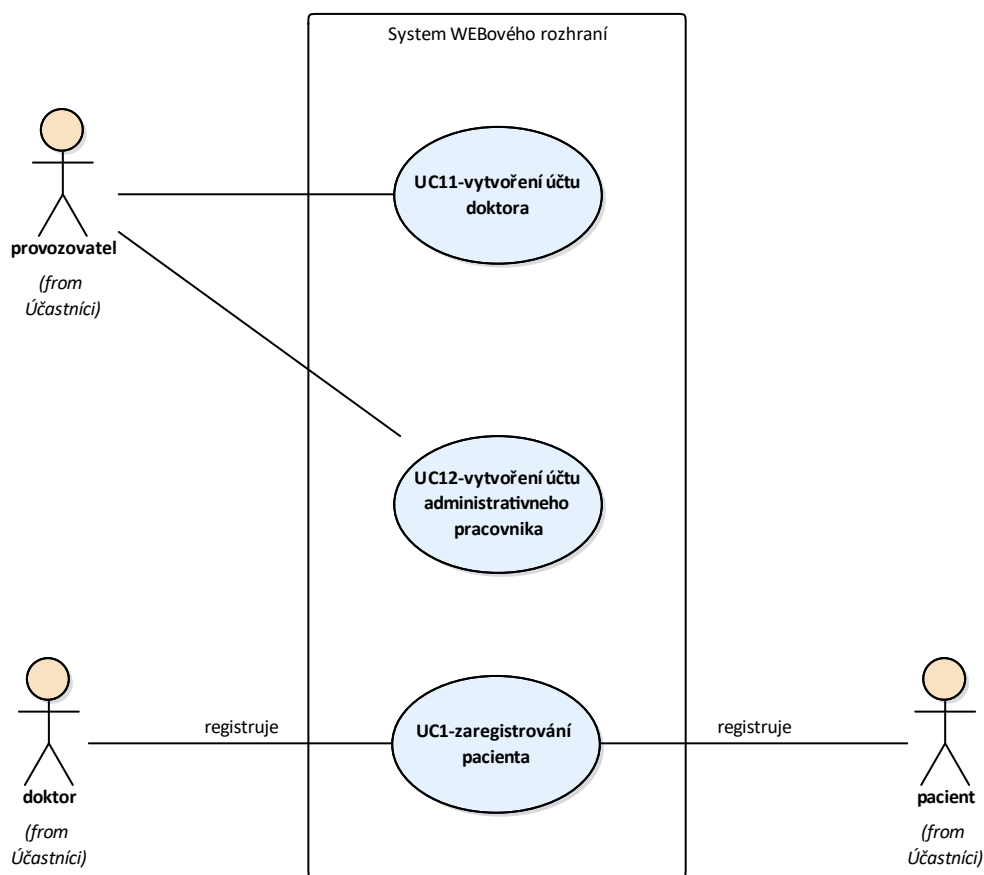 System WEBového rozhraní
UC11-vytvoření účtu
doktora
provozovatel
(from
Účastníci)
UC12-vytvoření účtu
administrativneho
pracovnika
registruje
UC1-zaregistrování
pacienta
registruje
doktor
(from
Účastníci)
pacient
(from
Účastníci)